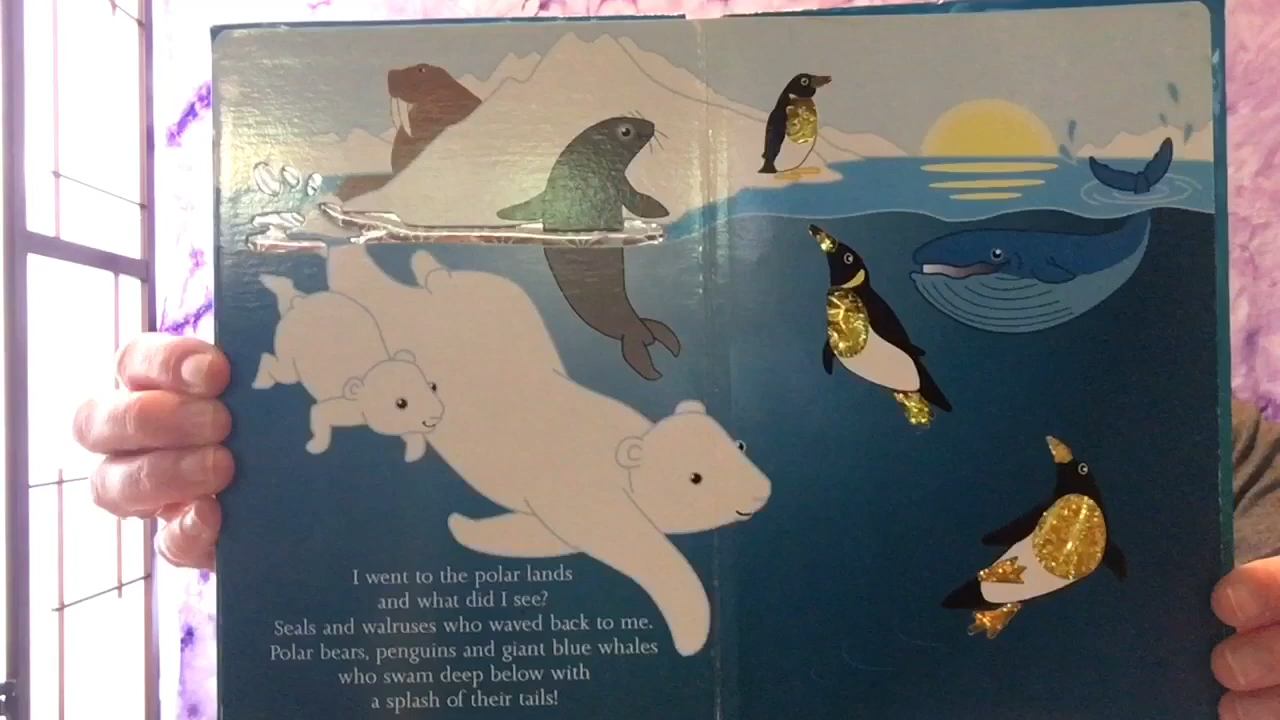 I went to the polar lands
and what did I see?
Seals and walruses who waved back to me.
Polar bears, penguins and giant blue whales
who swam deep below with
a splash of their tails!